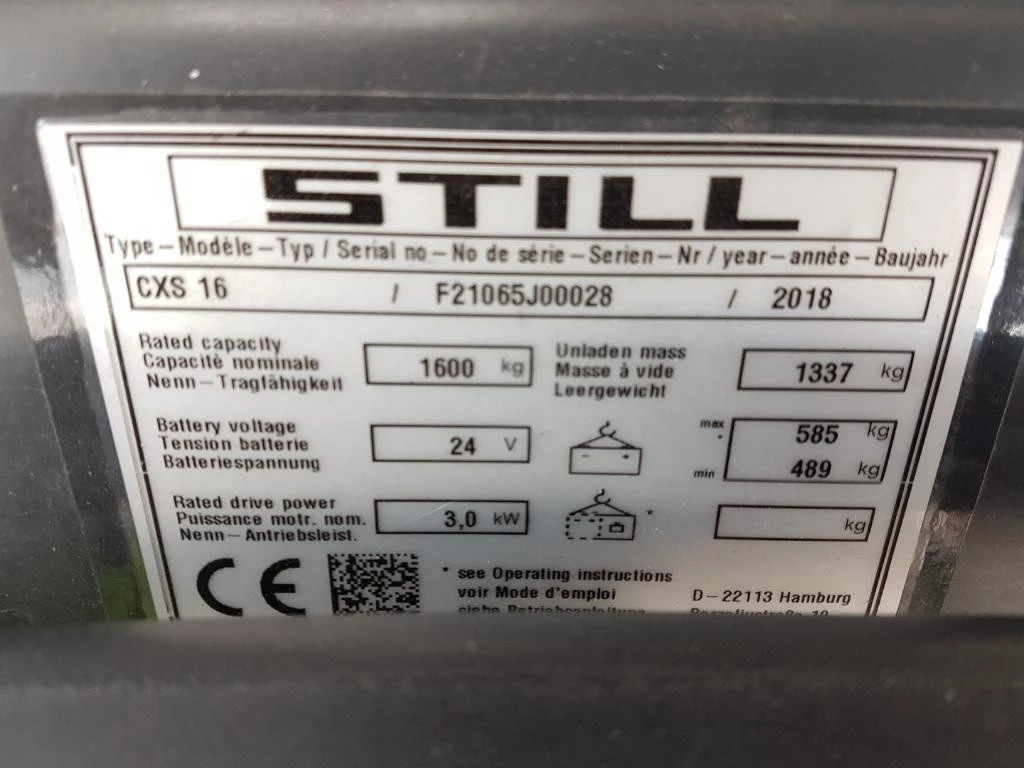 STILL
Type – Modèle – Typ / Serial no – No de série – Serien – Nr / year – année – Baujahr
CXS 16 / F21065J00028 / 2018
Rated capacity
Capacitè nominale
Nenn – Tragfähigkeit
1600 kg
Unladen mass
Masse à vide
Leergewicht
1337 kg
Battery voltage
Tension batterie
Batteriespannung
24 V
- +
max
*
min
585 kg
489 kg
Rated drive power
Puissance motr. nom.
Nenn – Antriebsleist.
3,0 kW
*
kg
CE
* see Operating instructions
voir Mode d'emploi
siehe Betriebsanleitung
D – 22113 Hamburg